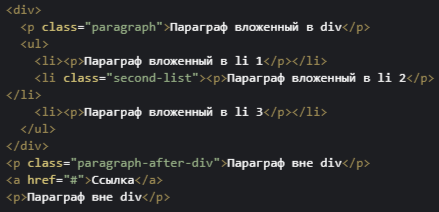 <div>
  <p class="paragraph">Параграф вложенный в div</p>
  <ul>
    <li><p>Параграф вложенный в li 1</p></li>
    <li class="second-list"><p>Параграф вложенный в li 2</p>
</li>
    <li><p>Параграф вложенный в li 3</p></li>
  </ul>
</div>
<p class="paragraph-after-div">Параграф вне div</p>
<a href="#">Ссылка</a>
<p>Параграф вне div</p>